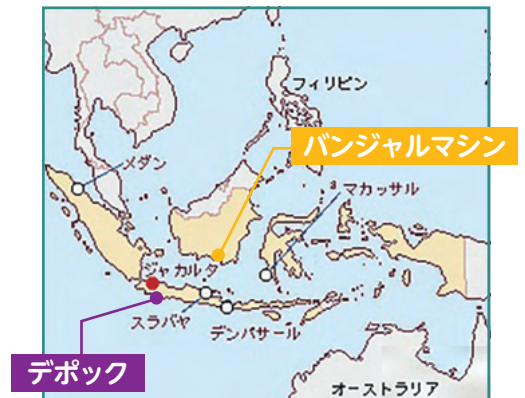 フィリピン
バンジャルマシン
メダン
マカッサル
ジャカルタ
スラバヤ
デンパサール
デポック
オーストラリア